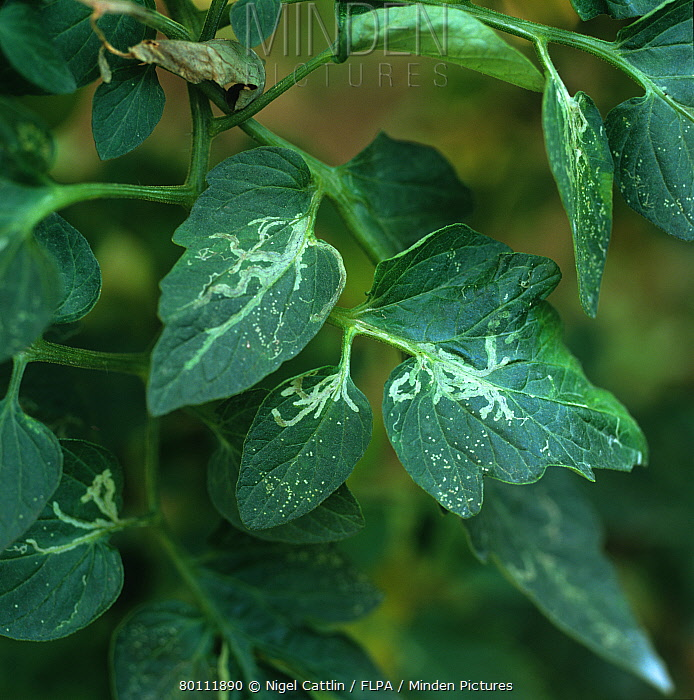 MINDEN
PICTURES
80111890 © Nigel Cattlin / FLPA / Minden Pictures